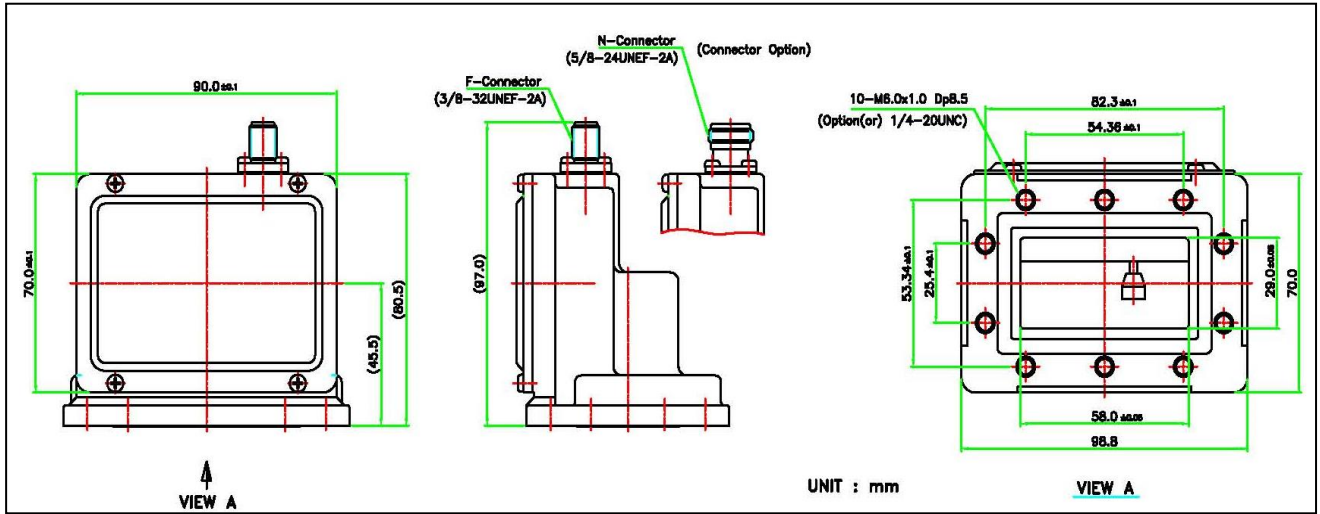 90.0±0.1
70.0±0.1
(80.5)
(45.5)
VIEW A
N-Connector
(5/8-24UNEF-2A)
(Connector Option)
F-Connector
(3/8-32UNEF-2A)
(97.0)
10-M6.0x1.0 Dp8.5
(Option(or) 1/4-20UNC)
82.3±0.1
54.36±0.1
53.34±0.1
25.4±0.1
29.0±0.05
70.0
58.0±0.05
98.8
UNIT : mm
VIEW A